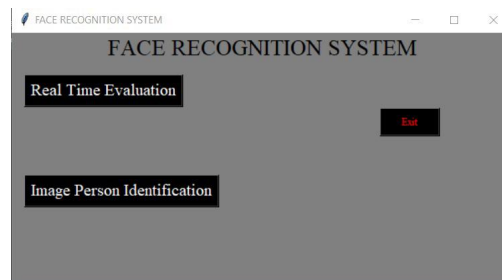 FACE RECOGNITION SYSTEM
FACE RECOGNITION SYSTEM
Real Time Evaluation
Exit
Image Person Identification